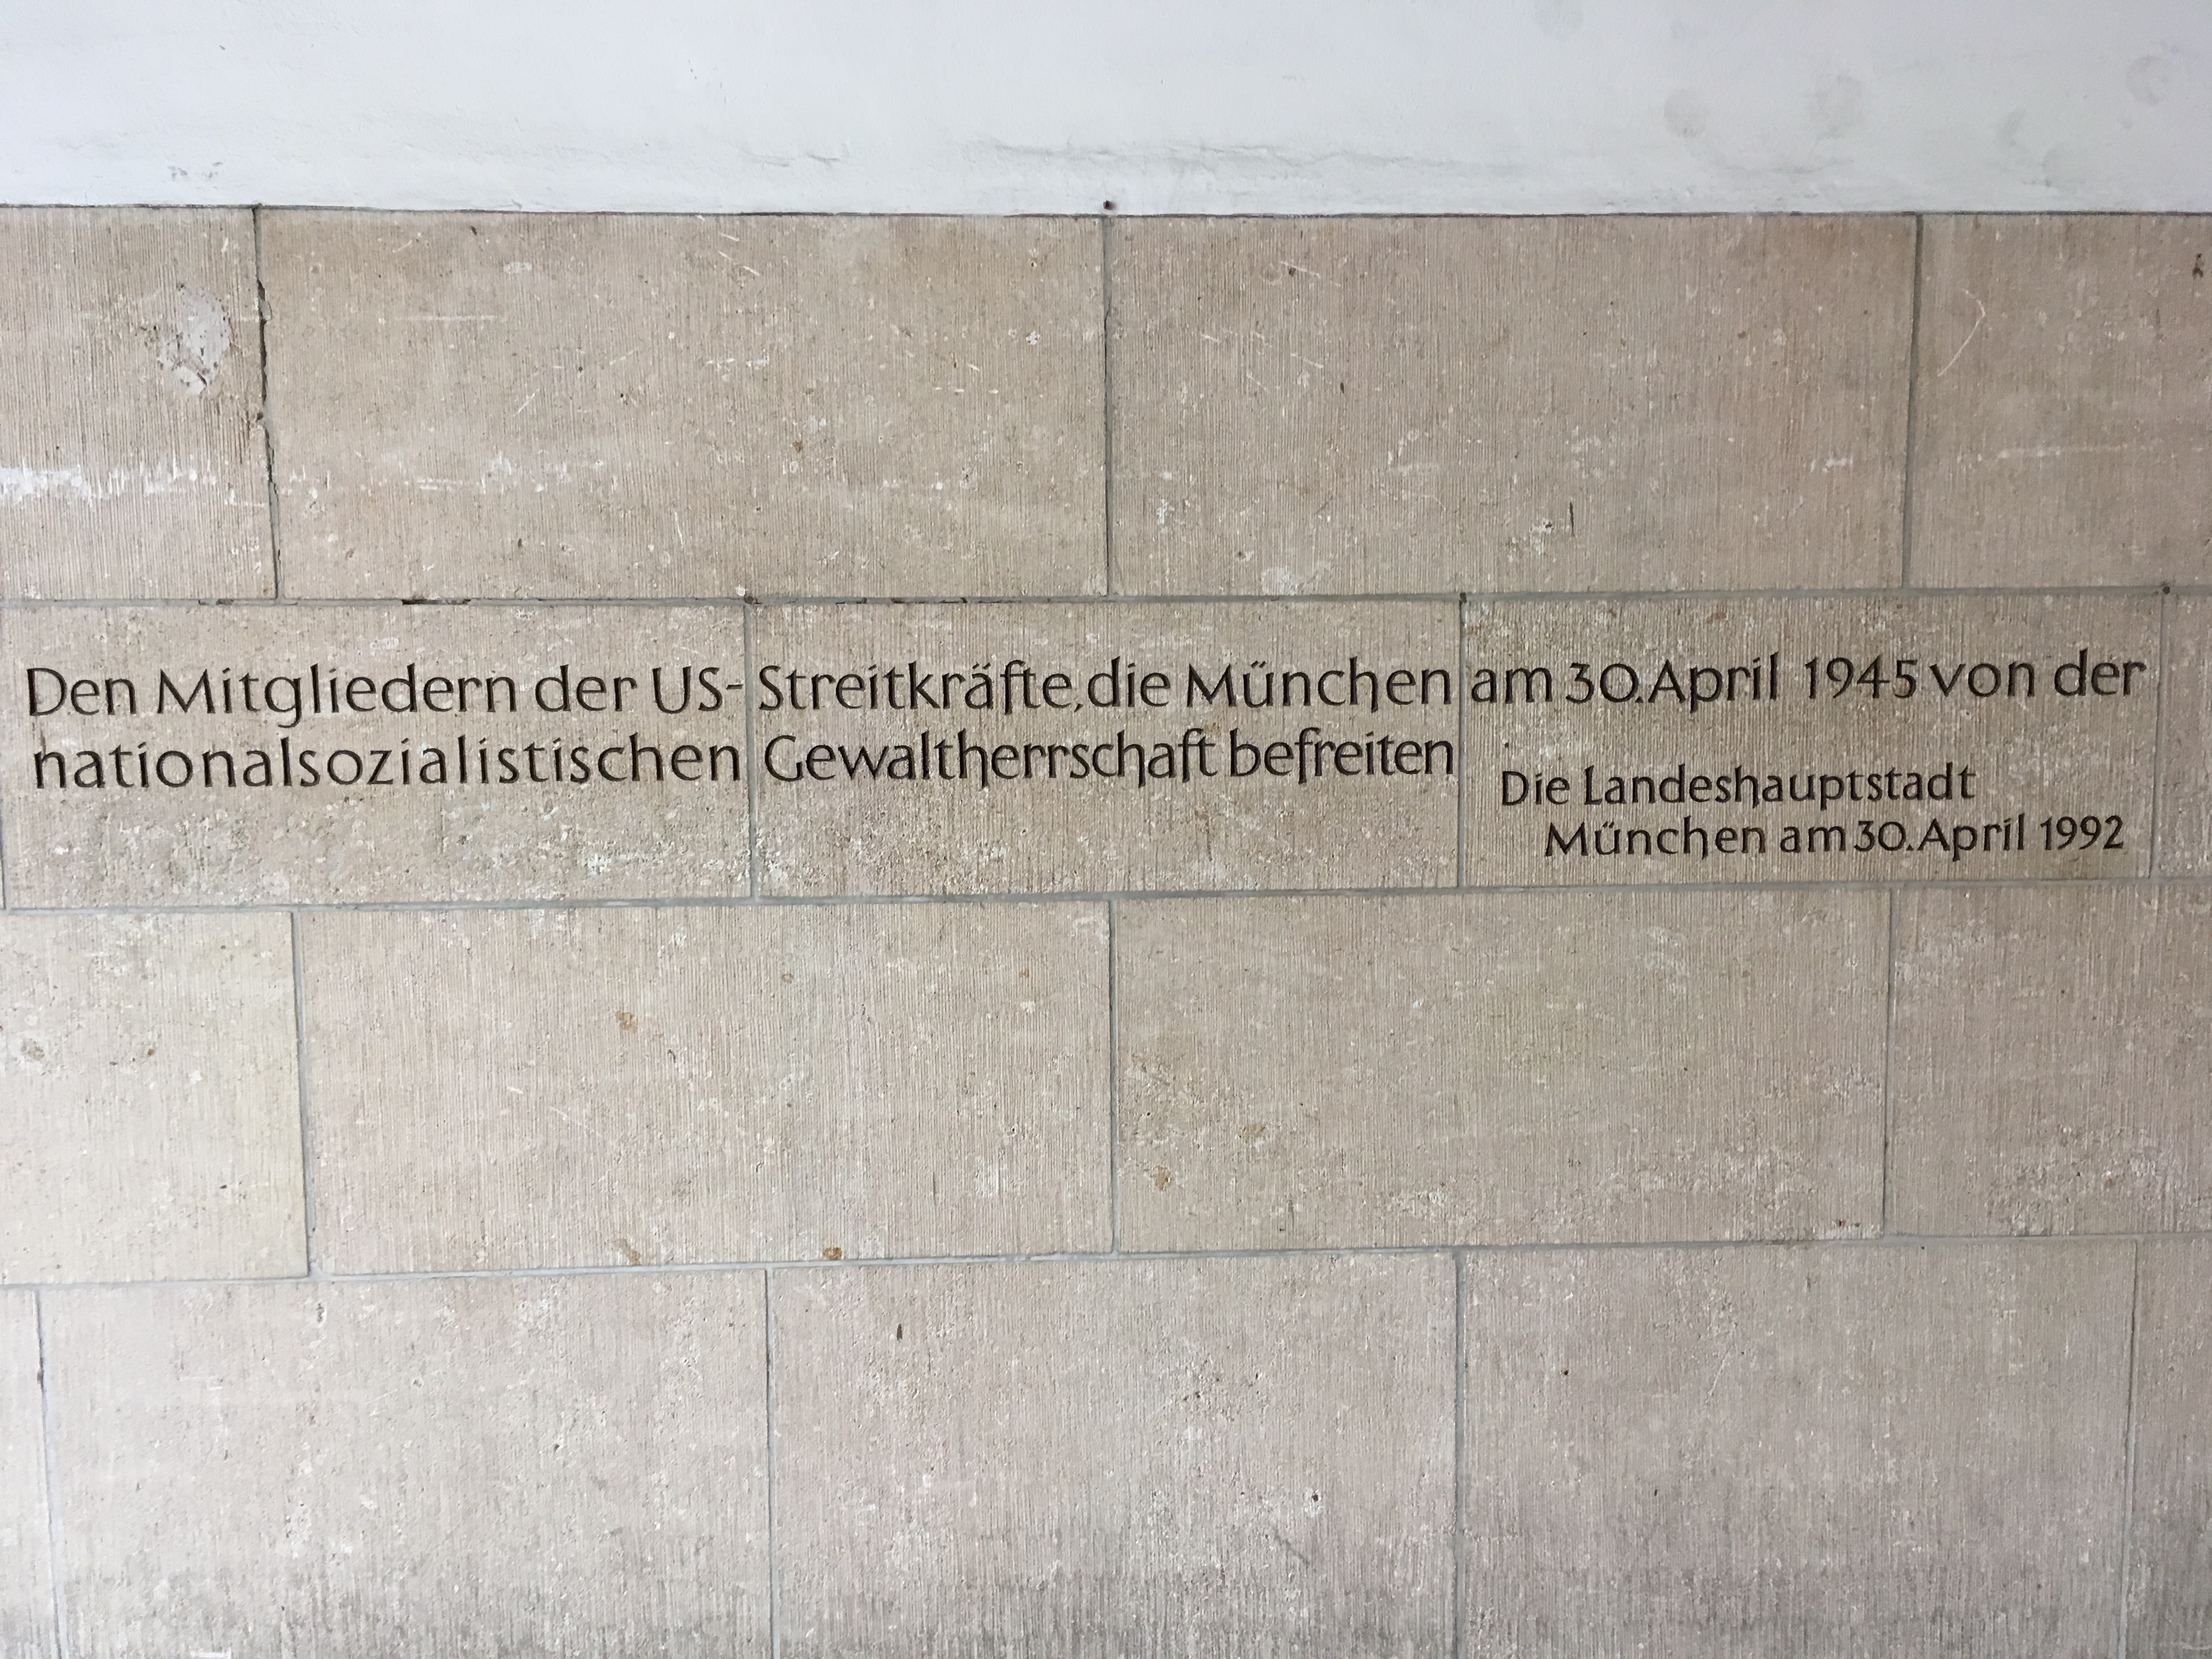 Den Mitgliedern der US-Streitkräfte, die München am 30. April 1945 von der
nationalsozialistischen Gewaltherrschaft befreiten
Die Landeshauptstadt
München am 30. April 1992